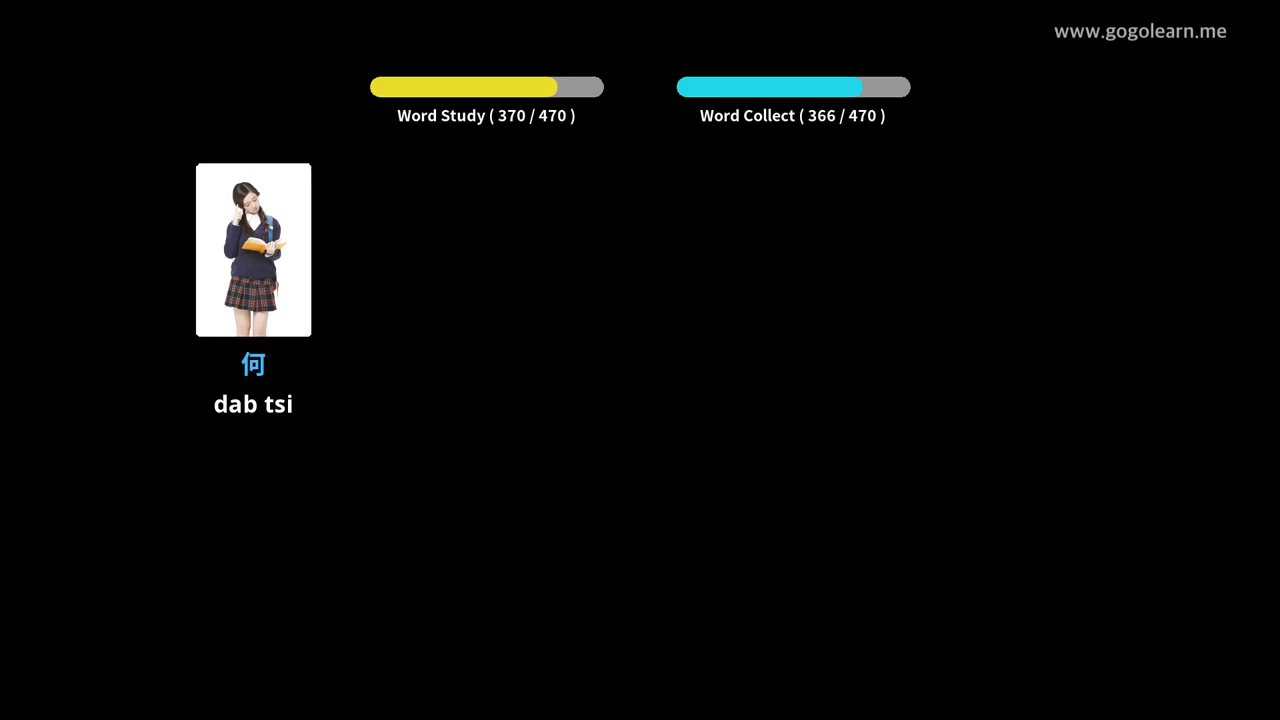 www.gogolearn.me
Word Study ( 370 / 470 )
Word Collect ( 366 / 470 )
何
dab tsi